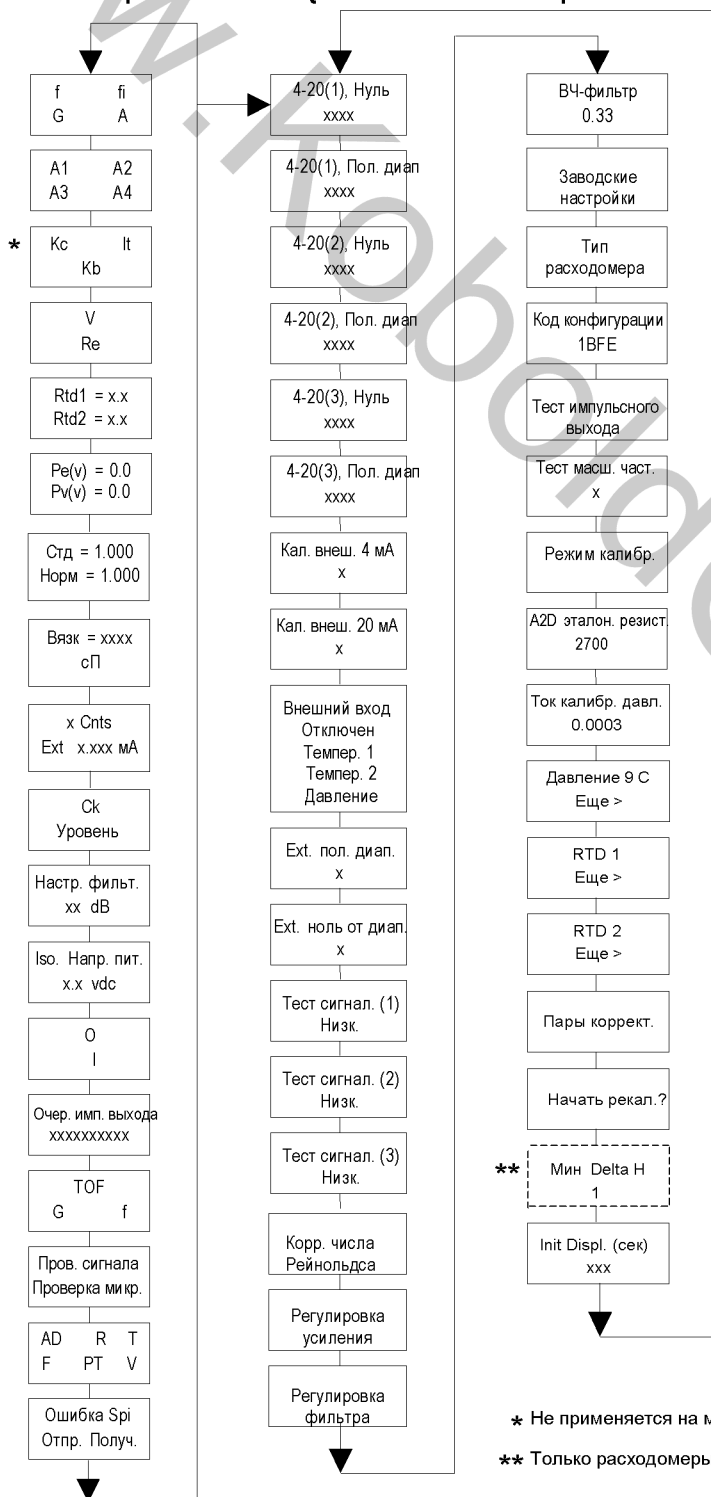 f fi
G A
A1 A2
A3 A4
* Kc It
Kb
V
Re
Rtd1 = x.x
Rtd2 = x.x
Pe(v) = 0.0
Pv(v) = 0.0
Стд = 1.000
Норм = 1.000
Вязк = xxxx
сП
x Cnts
Ext x.xxx мА
Ck
Уровень
Настр. фильт.
xx dB
Iso. Напр. пит.
x.x vdc
O
I
Очер. имп. выхода
xxxxxxxxxx
TOF
G f
Пров. сигнала
Проверка микр.
AD R T
F PT V
Ошибка Spi
Отпр. Получ.
4-20(1), Нуль
xxxx
4-20(1), Пол. диап
xxxx
4-20(2), Нуль
xxxx
4-20(2), Пол. диап
xxxx
4-20(3), Нуль
xxxx
4-20(3), Пол. диап
xxxx
Кал. внеш. 4 мА
x
Кал. внеш. 20 мА
x
Внешний вход
Отключен
Темпер. 1
Темпер. 2
Давление
Ext. пол. диап.
x
Ext. ноль от диап.
x
Тест сигнал. (1)
Низк.
Тест сигнал. (2)
Низк.
Тест сигнал. (3)
Низк.
Корр. числа
Рейнольдса
Регулировка
усиления
Регулировка
фильтра
ВЧ-фильтр
0.33
Заводские
настройки
Тип
расходомера
Код конфигурации
1BFE
Тест импульсного
выхода
Тест масш. част.
x
Режим калибр.
A2D эталон. резист.
2700
Ток калибр. давл.
0.0003
Давление 9 C
Еще >
RTD 1
Еще >
RTD 2
Еще >
Пары коррект.
Начать рекал.?
** Мин Delta H
1
Init Displ. (сек)
xxx
* Не применяется на
** Только расходомеры
w.Kobold